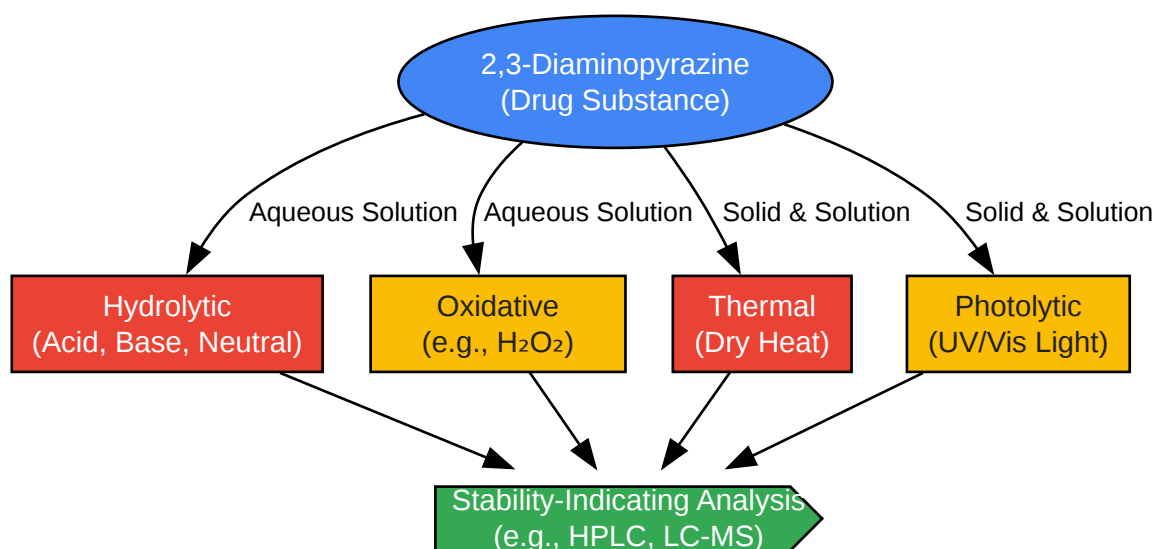 2,3-Diaminopyrazine
(Drug Substance)
Aqueous Solution
Aqueous Solution
Solid & Solution
Solid & Solution
Hydrolytic
(Acid, Base, Neutral)
Oxidative
(e.g., H₂O₂)
Thermal
(Dry Heat)
Photolytic
(UV/Vis Light)
Stability-Indicating Analysis
(e.g., HPLC, LC-MS)